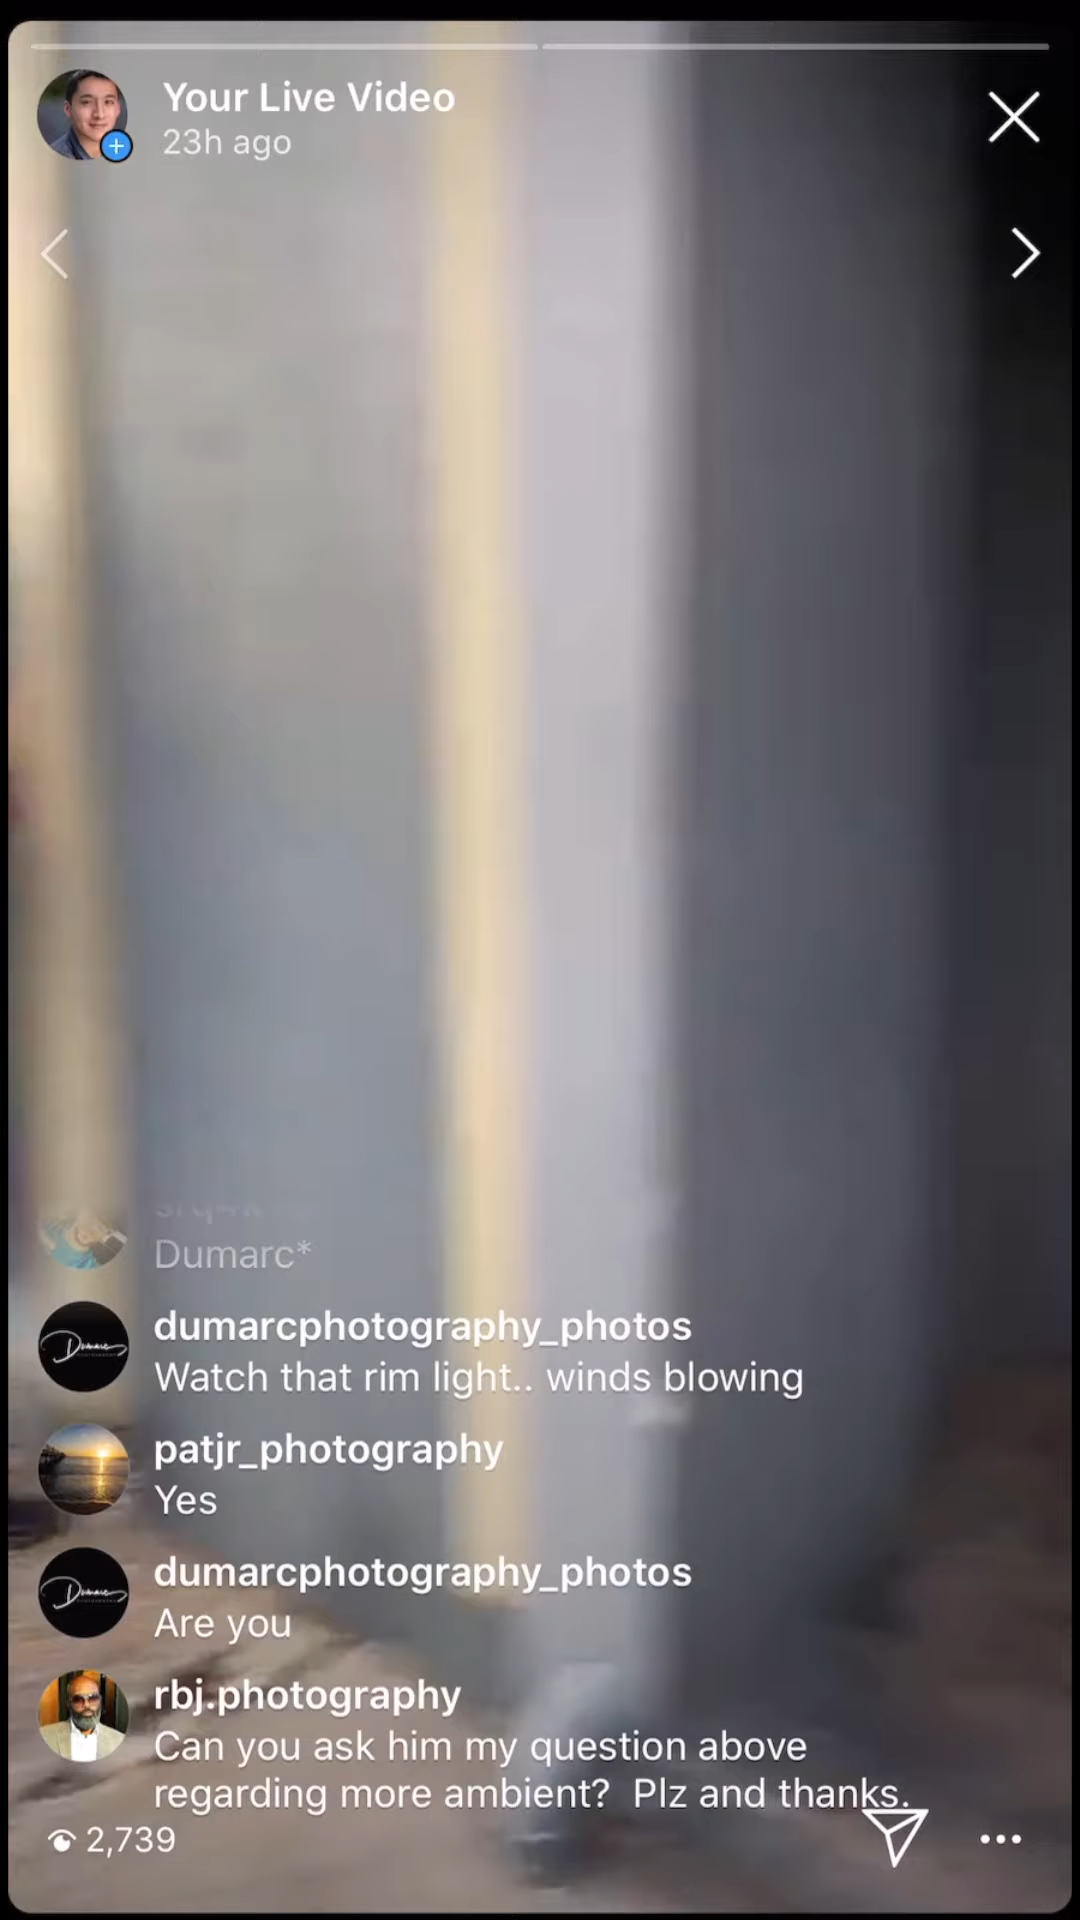 Your Live Video
23h ago
Dumarc*
dumarcphotography_photos
Watch that rim light.. winds blowing
patjr_photography
Yes
dumarcphotography_photos
Are you
rbj.photography
Can you ask him my question above
regarding more ambient?  Plz and thanks.
2,739